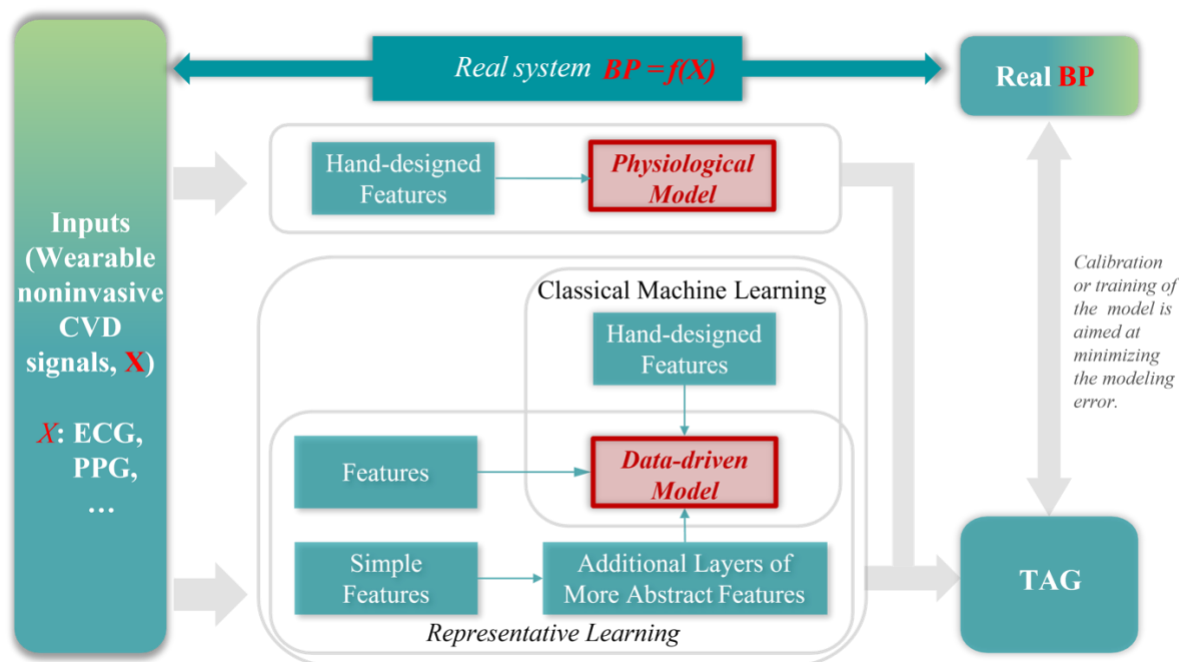 Real system BP = f(X)
Real BP
Inputs
(Wearable
noninvasive
CVD
signals, X)
X: ECG,
PPG,
…
Hand-designed
Features
Physiological
Model
Classical Machine Learning
Hand-designed
Features
Features
Data-driven
Model
Simple
Features
Additional Layers of
More Abstract Features
Representative Learning
Calibration
or training of
the model is
aimed at
minimizing
the modeling
error.
TAG